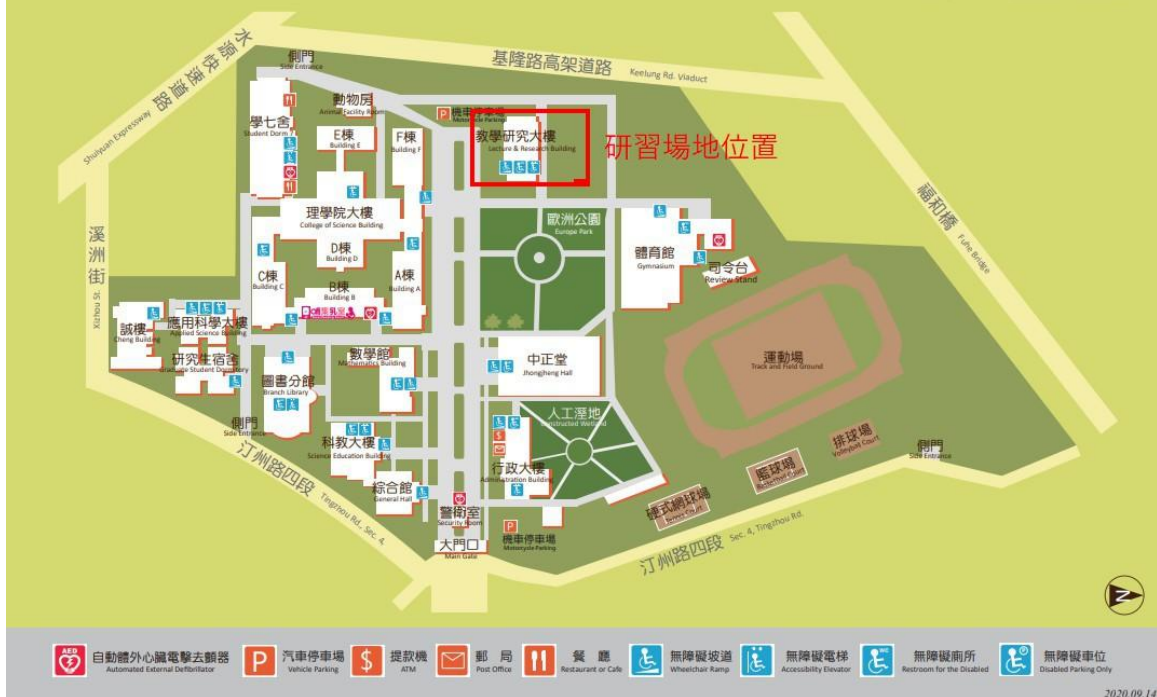 水源快速道路
Shuiyuan Expressway
側門
Side Entrance
基隆路高架道路
Keelung Rd. Viaduct
動物房
Animal Facility Room
學七舍
Student Dorm 7
E棟
Building E
F棟
Building F
P 機車停車場
Motorcycle Parking
教學研究大樓
Lecture & Research Building
研習場地位置
福和橋
Fuhe Bridge
理學院大樓
College of Science Building
歐洲公園
Europe Park
體育館
Gymnasium
司令台
Review Stand
溪洲街
Xizhou St.
D棟
Building D
C棟
Building C
A棟
Building A
B棟
Building B
誠樓
Cheng Building
應用科學大樓
Applied Science Building
研究生宿舍
Graduate Student Dormitory
圖書分館
Branch Library
數學館
Mathematics Building
中正堂
Jhongjheng Hall
運動場
Track and Field Ground
人工溼地
Constructed Wetland
側門
Side Entrance
科教大樓
Science Education Building
行政大樓
Administration Building
排球場
Volleyball Court
籃球場
Basketball Court
側門
Side Entrance
綜合館
General Hall
硬式網球場
Tennis Court
警衛室
Security Room
大門口
Main Gate
P
機車停車場
Motorcycle Parking
汀州路四段 Tingzhou Rd., Sec. 4,
汀州路四段 Sec. 4, Tingzhou Rd.
N
AED 自動體外心臟電擊去顫器
Automated External Defibrillator
P 汽車停車場
Vehicle Parking
$ 提款機
ATM
郵局
Post Office
餐廳
Restaurant or Cafe
無障礙坡道
Wheelchair Ramp
無障礙電梯
Accessibility Elevator
WC 無障礙廁所
Restroom for the Disabled
P 無障礙車位
Disabled Parking Only
2020.09.14